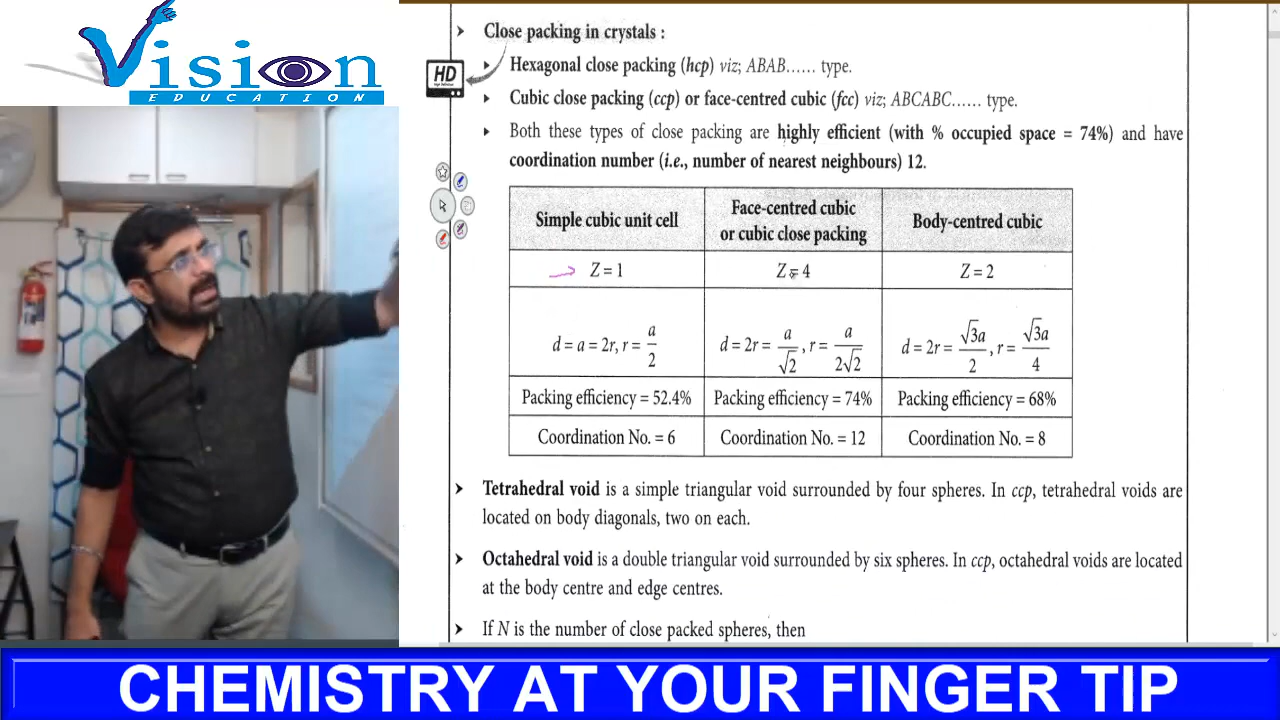 Vision
EDUCATION
➤ Close packing in crystals :
HD
▸ Hexagonal close packing (hcp) viz; ABAB...... type.
▸ Cubic close packing (ccp) or face-centred cubic (fcc) viz; ABCABC...... type.
▸ Both these types of close packing are highly efficient (with % occupied space = 74%) and have
coordination number (i.e., number of nearest neighbours) 12.
Simple cubic unit cell
Face-centred cubic
or cubic close packing
Body-centred cubic
Z = 1
Z = 4
Z = 2
d = a = 2r, r = a/2
d = 2r = a/√2, r = a/2√2
d = 2r = √3a/2, r = √3a/4
Packing efficiency = 52.4%
Packing efficiency = 74%
Packing efficiency = 68%
Coordination No. = 6
Coordination No. = 12
Coordination No. = 8
➤ Tetrahedral void is a simple triangular void surrounded by four spheres. In ccp, tetrahedral voids are
located on body diagonals, two on each.
➤ Octahedral void is a double triangular void surrounded by six spheres. In ccp, octahedral voids are located
at the body centre and edge centres.
➤ If N is the number of close packed spheres, then
CHEMISTRY AT YOUR FINGER TIP